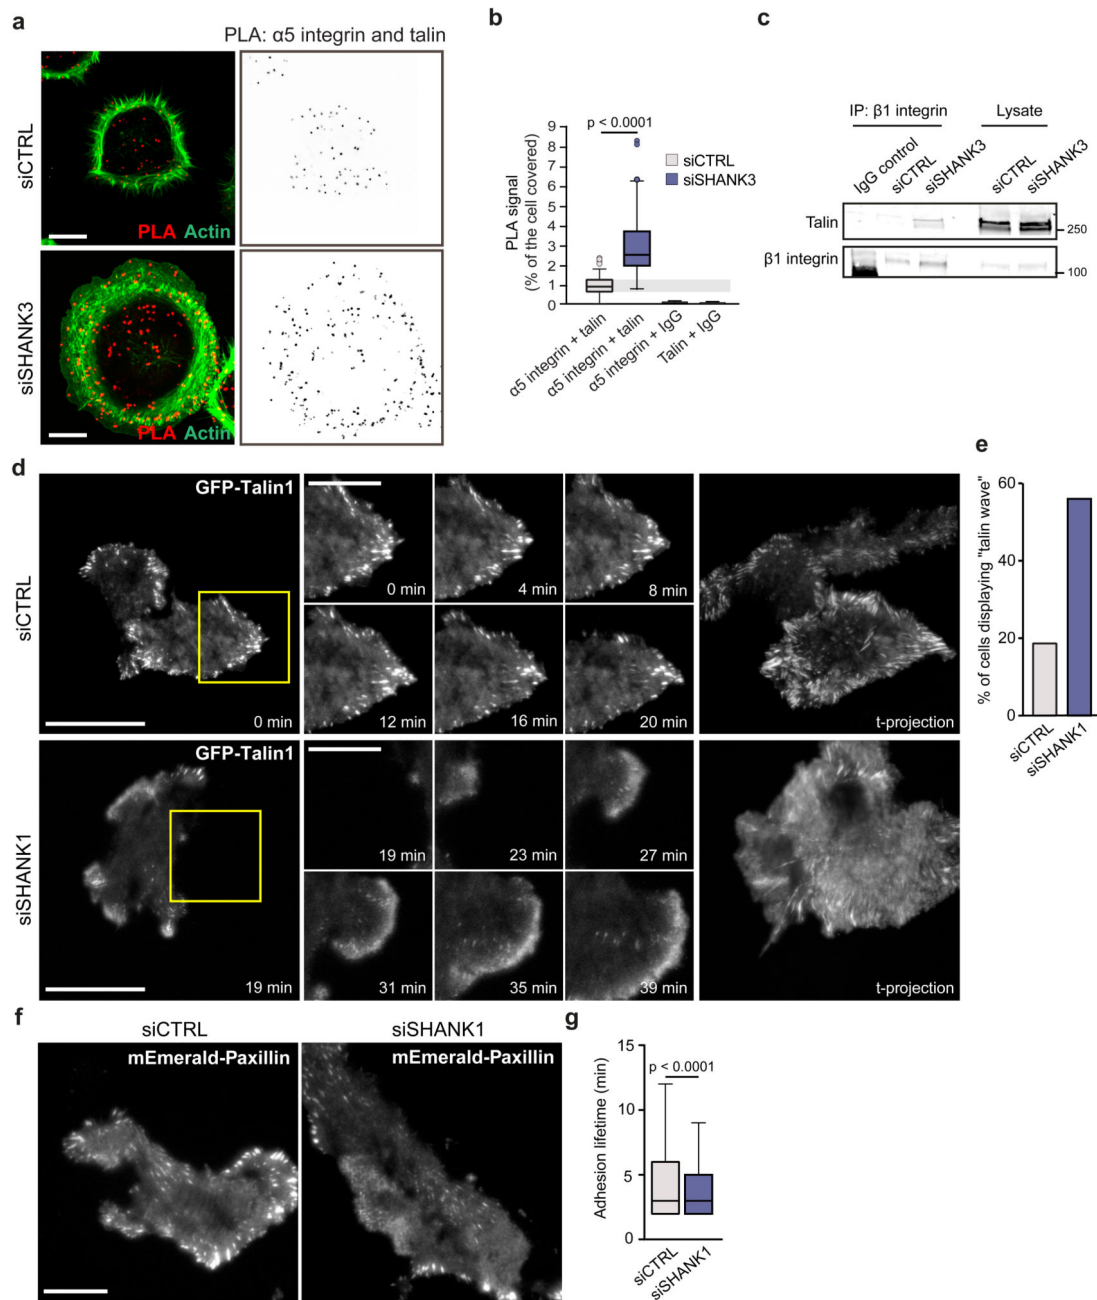 a
PLA: α5 integrin and talin
siCTRL
PLA Actin
siSHANK3
PLA Actin
b
p < 0.0001
siCTRL
siSHANK3
PLA signal
(% of the cell covered)
9
8
7
6
5
4
3
2
1
0
α5 integrin + talin
α5 integrin + talin
α5 integrin + IgG
Talin + IgG
c
IP: β1 integrin
Lysate
IgG control
siCTRL
siSHANK3
siCTRL
siSHANK3
Talin
250
β1 integrin
100
d
siCTRL
GFP-Talin1
0 min
0 min
4 min
8 min
12 min
16 min
20 min
t-projection
siSHANK1
GFP-Talin1
19 min
19 min
23 min
27 min
31 min
35 min
39 min
t-projection
e
% of cells displaying "talin wave"
60
40
20
0
siCTRL
siSHANK1
f
siCTRL
siSHANK1
mEmerald-Paxillin
mEmerald-Paxillin
g
Adhesion lifetime (min)
15
10
5
0
p < 0.0001
siCTRL
siSHANK1